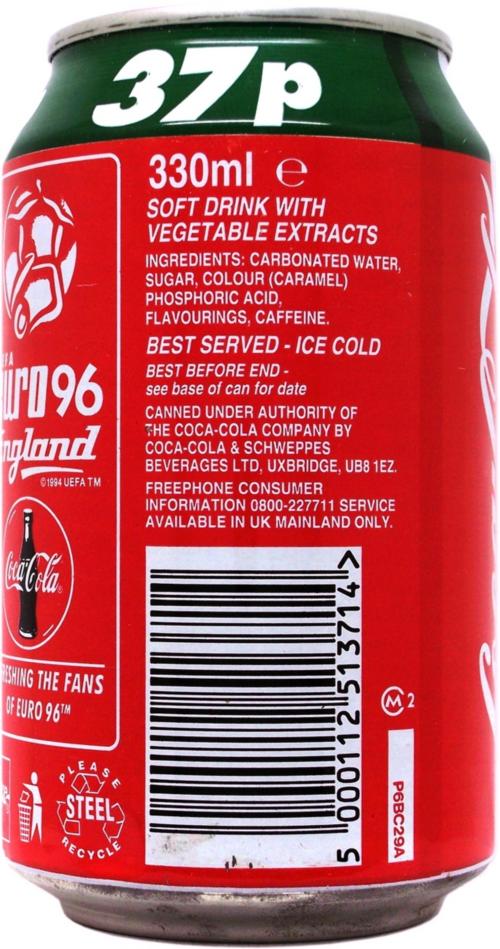 37p
330ml e
SOFT DRINK WITH
VEGETABLE EXTRACTS
INGREDIENTS: CARBONATED WATER,
SUGAR, COLOUR (CARAMEL)
PHOSPHORIC ACID,
FLAVOURINGS, CAFFEINE.
BEST SERVED - ICE COLD
BEST BEFORE END -
see base of can for date
CANNED UNDER AUTHORITY OF
THE COCA-COLA COMPANY BY
COCA-COLA & SCHWEPPES
BEVERAGES LTD, UXBRIDGE, UB8 1EZ.
FREEPHONE CONSUMER
INFORMATION 0800-227711 SERVICE
AVAILABLE IN UK MAINLAND ONLY.
5 000112 513714 >
M 2
P6BC29A
96
© 1994 UEFA TM
Coca-Cola
THE FANS
OF EURO 96™
PLEASE
STEEL
RECYCLE